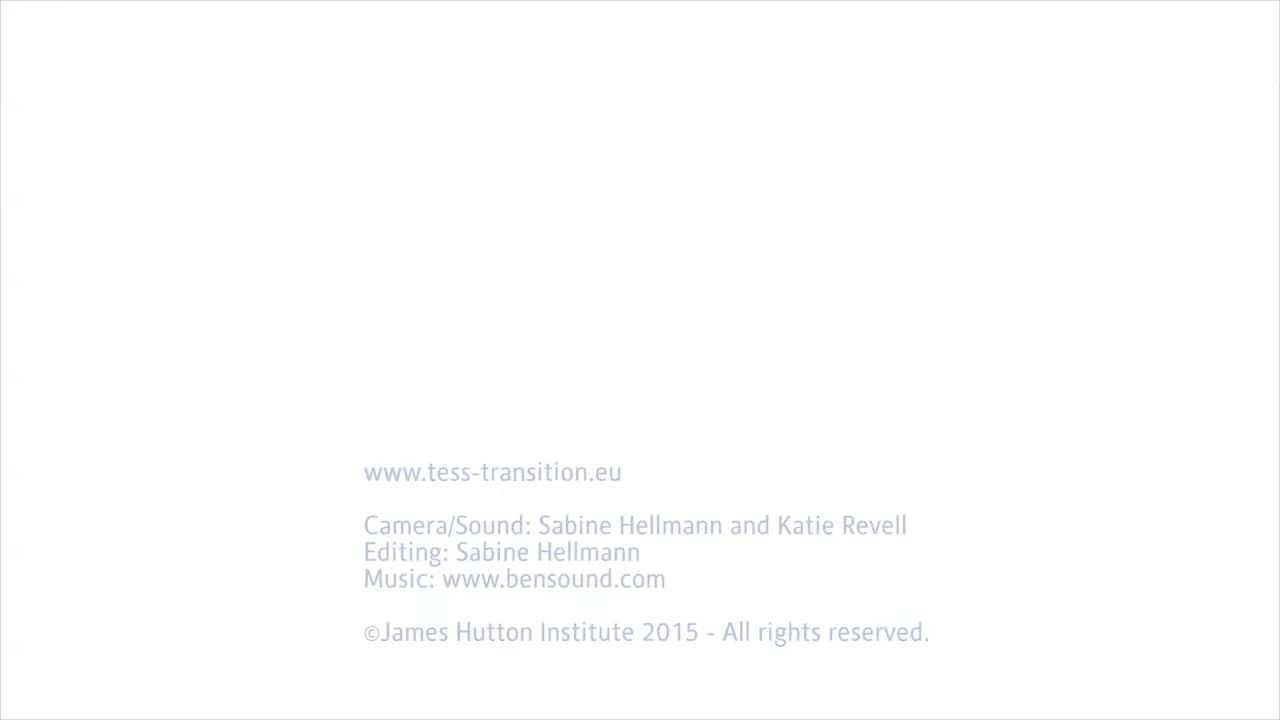 www.tess-transition.eu
Camera/Sound: Sabine Hellmann and Katie Revell
Editing: Sabine Hellmann
Music: www.bensound.com
©James Hutton Institute 2015 - All rights reserved.